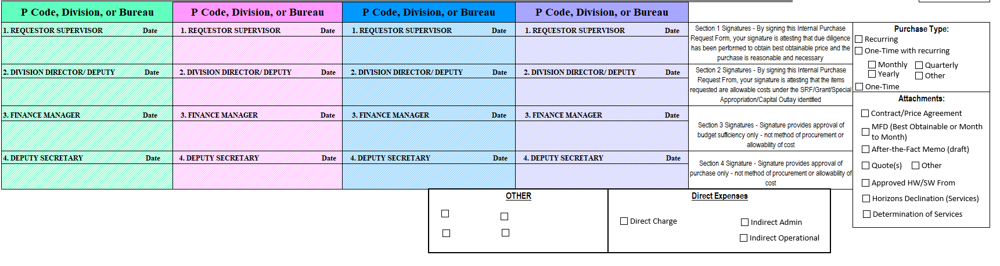 P Code, Division, or Bureau P Code, Division, or Bureau P Code, Division, or Bureau P Code, Division, or Bureau
1. REQUESTOR SUPERVISOR Date 1. REQUESTOR SUPERVISOR Date 1. REQUESTOR SUPERVISOR Date 1. REQUESTOR SUPERVISOR Date
Section 1 Signatures - By signing this Internal Purchase
Request Form, your signature is attesting that due diligence
has been performed to obtain best obtainable price and the
purchase is reasonable and necessary
2. DIVISION DIRECTOR/ DEPUTY Date 2. DIVISION DIRECTOR/ DEPUTY Date 2. DIVISION DIRECTOR/ DEPUTY Date 2. DIVISION DIRECTOR/ DEPUTY Date
Section 2 Signatures - By signing this Internal Purchase
Request From, your signature is attesting that the items
requested are allowable costs under the SRF/Grant/Special
Appropriation/Capital Outlay identified
3. FINANCE MANAGER Date 3. FINANCE MANAGER Date 3. FINANCE MANAGER Date 3. FINANCE MANAGER Date
Section 3 Signatures - Signature provides approval of
budget sufficiency only - not method of procurement or
allowability of cost
4. DEPUTY SECRETARY Date 4. DEPUTY SECRETARY Date 4. DEPUTY SECRETARY Date 4. DEPUTY SECRETARY Date
Section 4 Signature - Signature provides approval of
purchase only - not method of procurement or allowability of
cost
Purchase Type:
Recurring
One-Time with recurring
Monthly Quarterly
Yearly Other
One-Time
Attachments:
Contract/Price Agreement
MFD (Best Obtainable or Month
to Month)
After-the-Fact Memo (draft)
Quote(s) Other
Approved HW/SW From
Horizons Declination (Services)
Determination of Services
OTHER
Direct Expenses
Direct Charge Indirect Admin
Indirect Operational